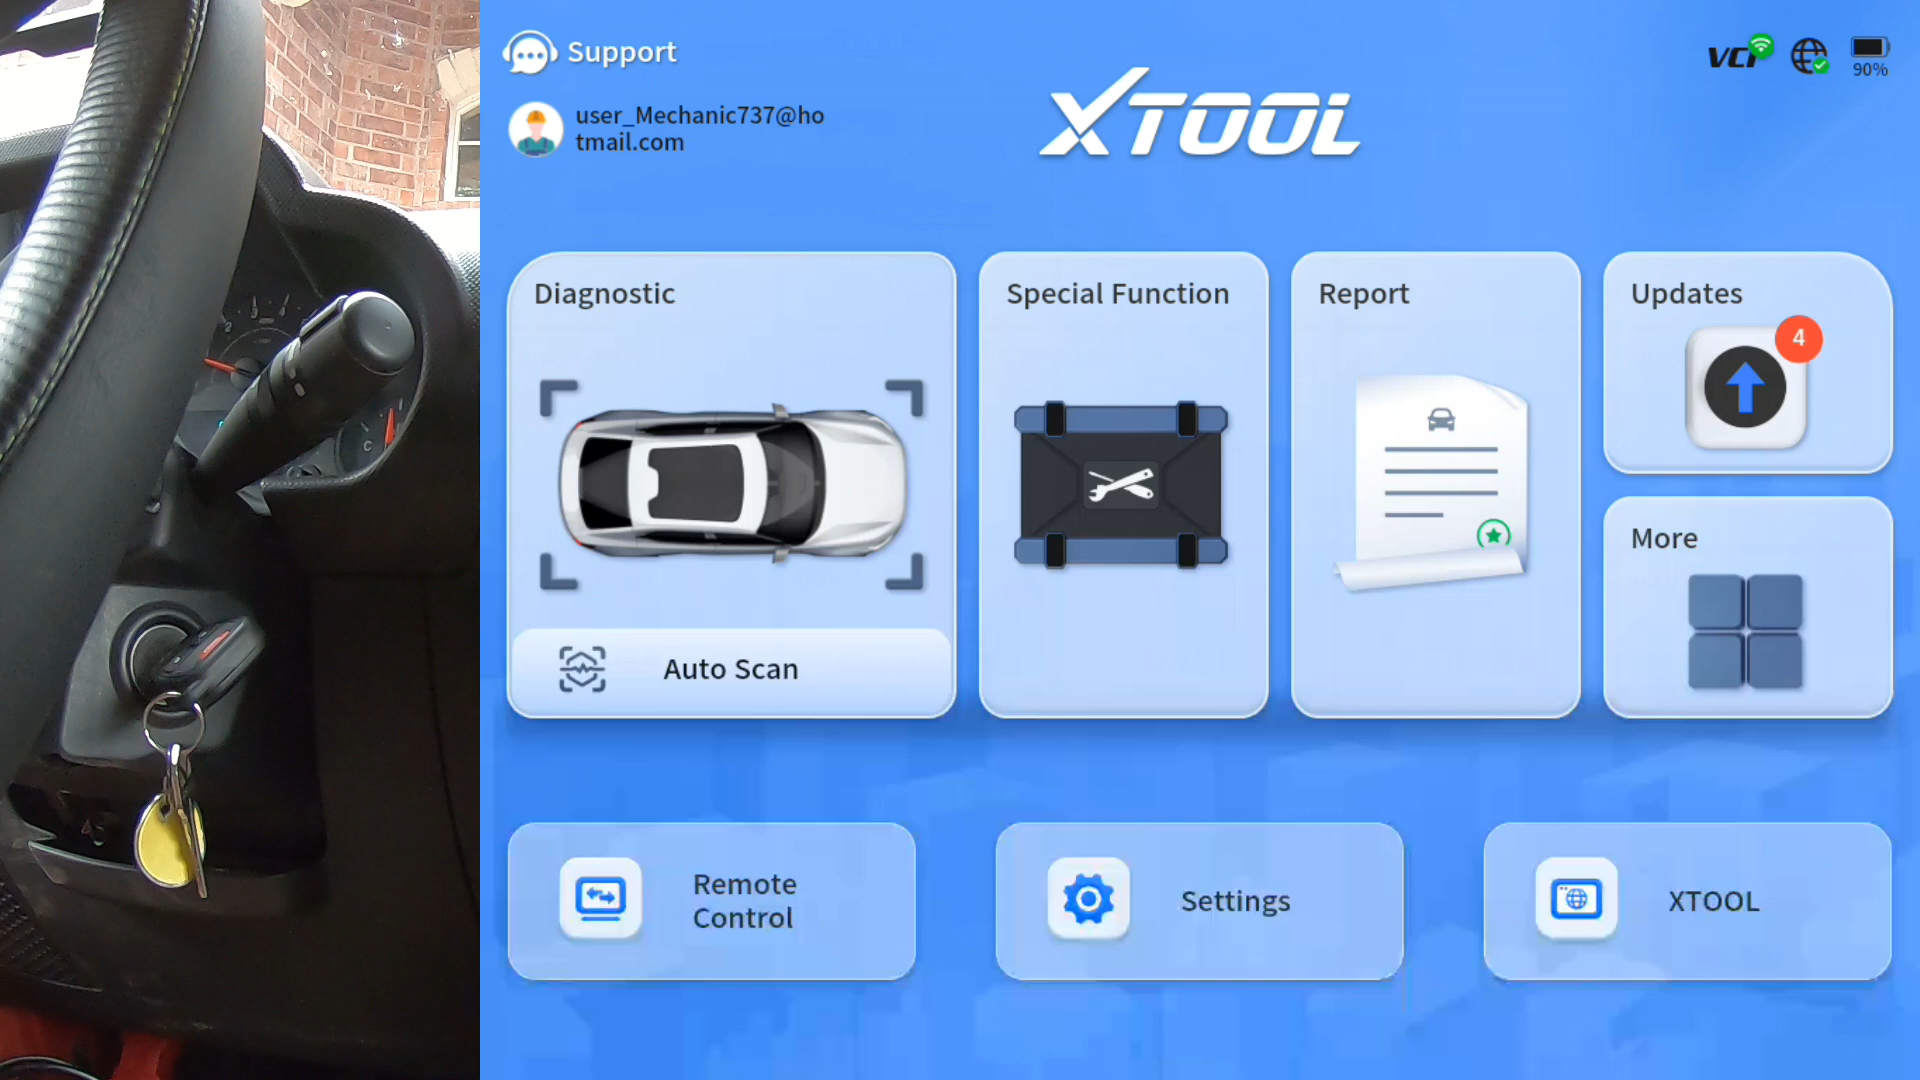 Support
user_Mechanic737@ho
tmail.com
VCI
90%
XTOOL
Diagnostic
Special Function
Report
Updates
4
More
Auto Scan
Remote
Control
Settings
XTOOL
2
C